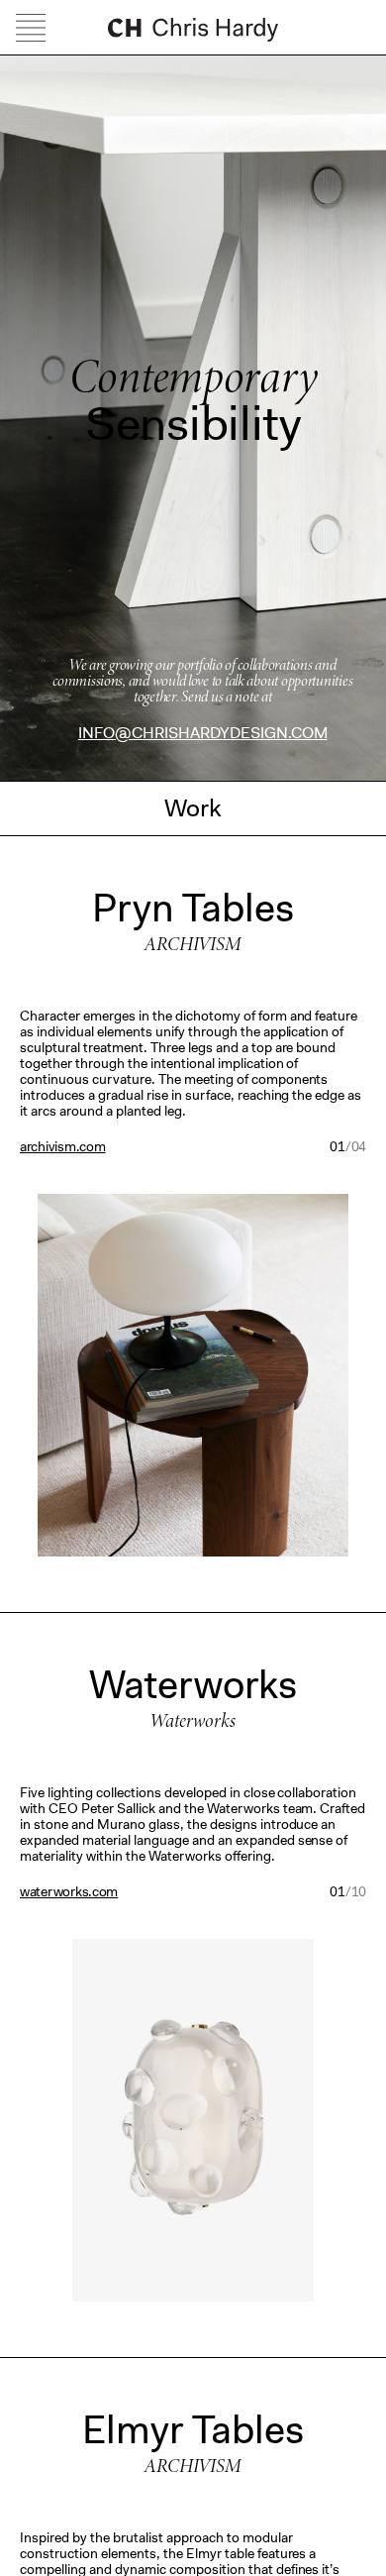 CH Chris Hardy
Contemporary
Sensibility
We are growing our portfolio of collaborations and
commissions, and would love to talk about opportunities
together. Send us a note at
INFO@CHRISHARDYDESIGN.COM
Work
Pryn Tables
ARCHIVISM
Character emerges in the dichotomy of form and feature
as individual elements unify through the application of
sculptural treatment. Three legs and a top are bound
together through the intentional implication of
continuous curvature. The meeting of components
introduces a gradual rise in surface, reaching the edge as
it arcs around a planted leg.
archivism.com 01/04
domus
Waterworks
Waterworks
Five lighting collections developed in close collaboration
with CEO Peter Sallick and the Waterworks team. Crafted
in stone and Murano glass, the designs introduce an
expanded material language and an expanded sense of
materiality within the Waterworks offering.
waterworks.com 01/10
Elmyr Tables
ARCHIVISM
Inspired by the brutalist approach to modular
construction elements, the Elmyr table features a
compelling and dynamic composition that defines it's